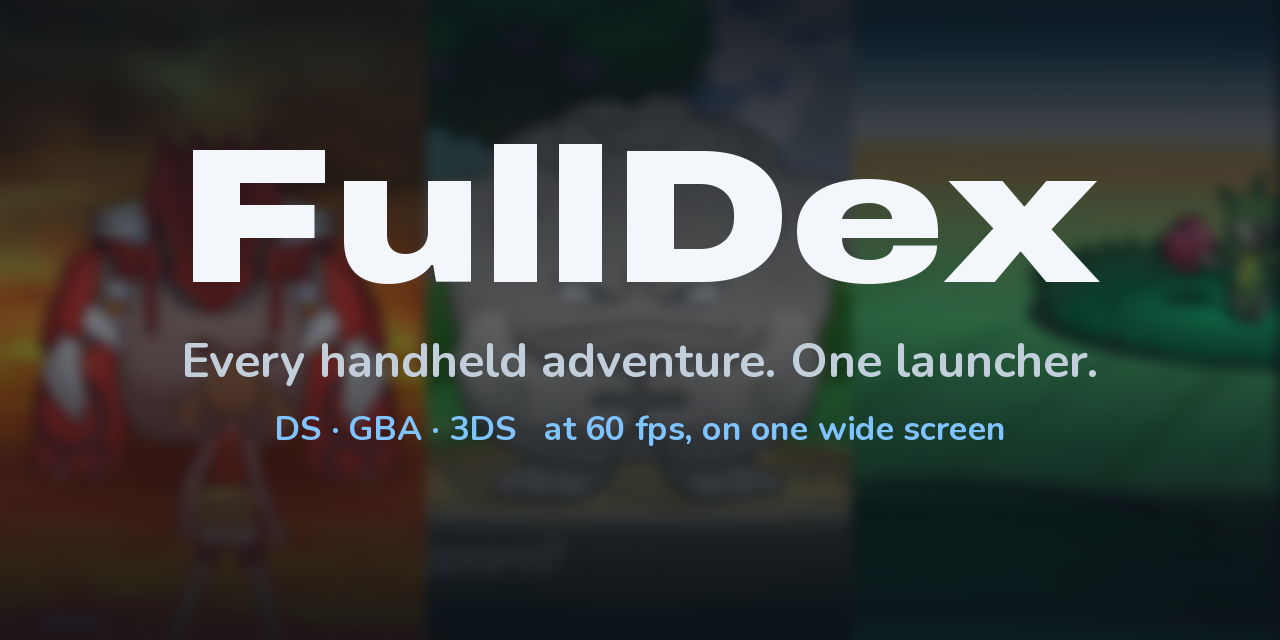 FullDex
Every handheld adventure. One launcher.
DS · GBA · 3DS at 60 fps, on one wide screen